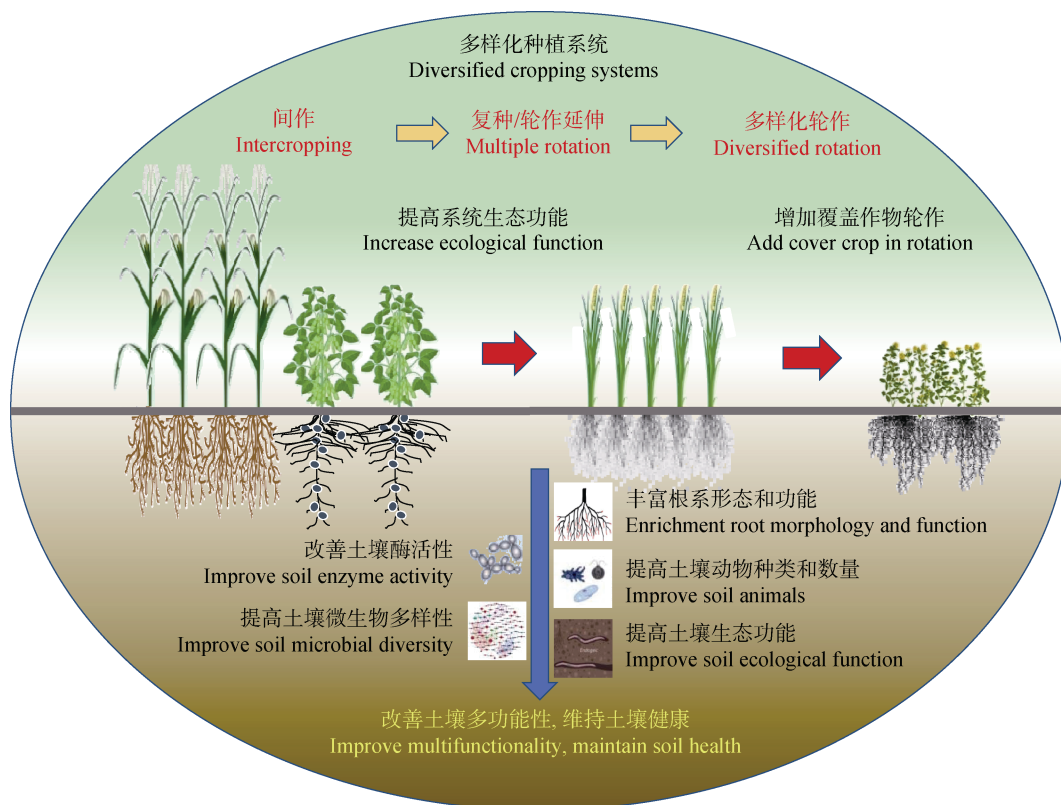 多样化种植系统
Diversified cropping systems
间作
Intercropping
复种/轮作延伸
Multiple rotation
多样化轮作
Diversified rotation
提高系统生态功能
Increase ecological function
增加覆盖作物轮作
Add cover crop in rotation
丰富根系形态和功能
Enrichment root morphology and function
改善土壤酶活性
Improve soil enzyme activity
提高土壤动物种类和数量
Improve soil animals
提高土壤微生物多样性
Improve soil microbial diversity
提高土壤生态功能
Improve soil ecological function
改善土壤多功能性, 维持土壤健康
Improve multifunctionality, maintain soil health